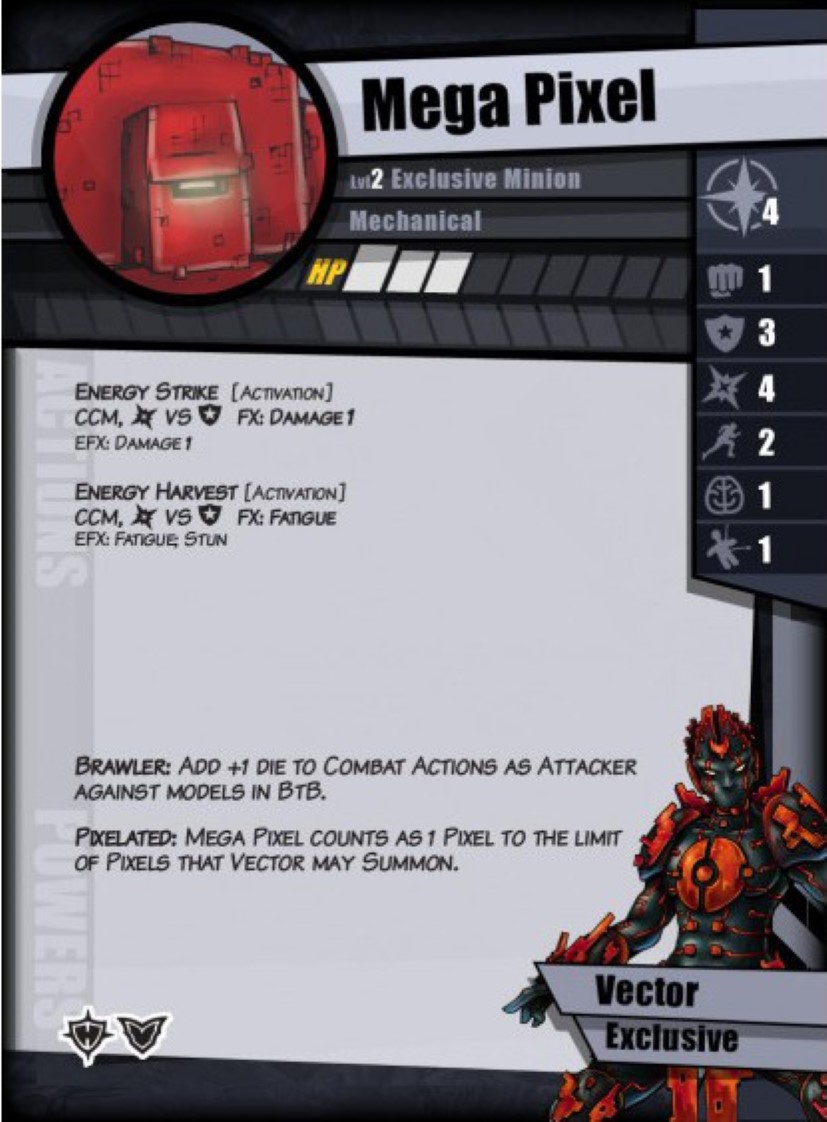 Mega Pixel
Lvl2 Exclusive Minion
Mechanical
HP
4
1
3
4
2
1
1
ACTIONS
ENERGY STRIKE [ACTIVATION]
CCM, VS FX: DAMAGE 1
EFX: DAMAGE 1
ENERGY HARVEST [ACTIVATION]
CCM, VS FX: FATIGUE
EFX: FATIGUE; STUN
POWERS
BRAWLER: ADD +1 DIE TO COMBAT ACTIONS AS ATTACKER
AGAINST MODELS IN BTB.
PIXELATED: MEGA PIXEL COUNTS AS 1 PIXEL TO THE LIMIT
OF PIXELS THAT VECTOR MAY SUMMON.
H
Vector
Exclusive